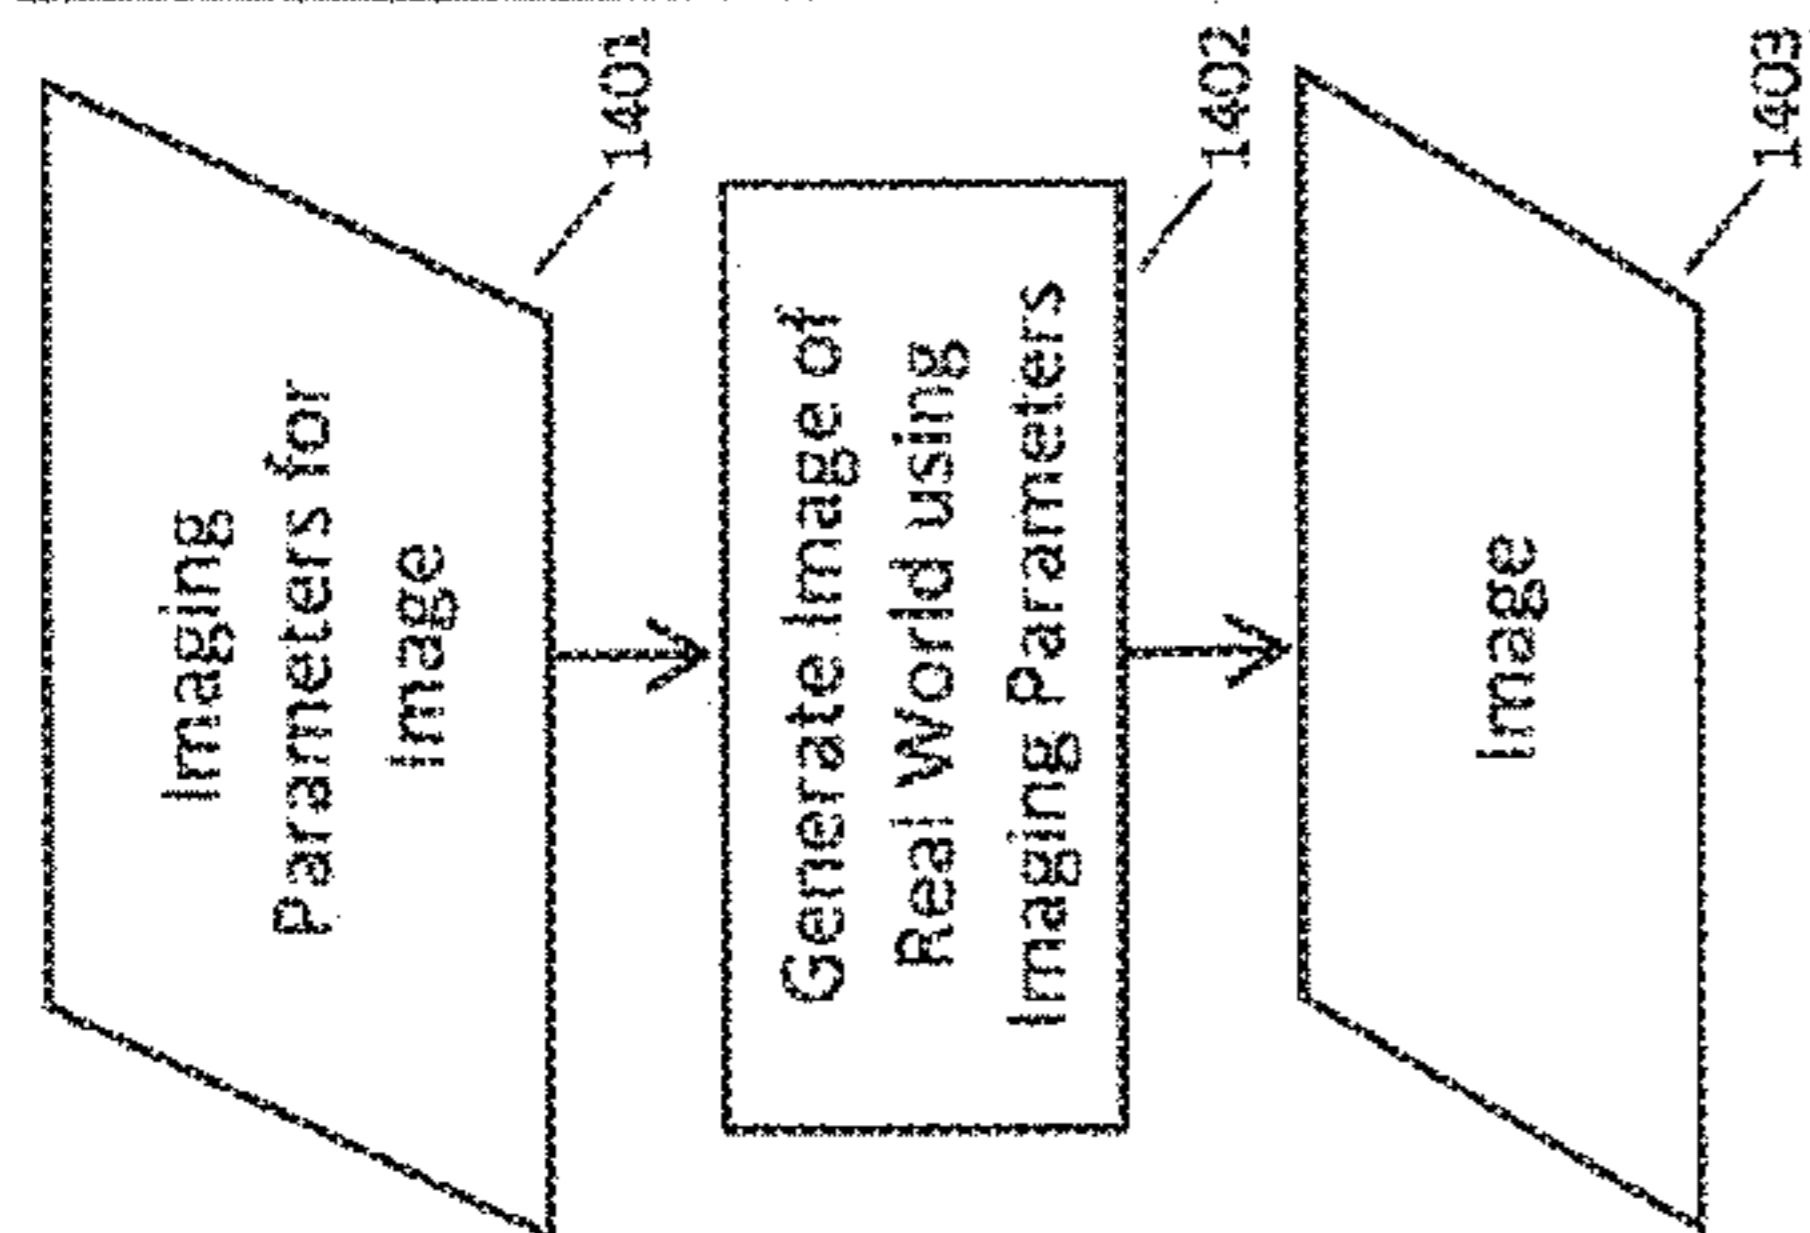 Imaging
Parameters for
Image
1401
Generate Image of
Real World using
Imaging Parameters
1402
Image
1403